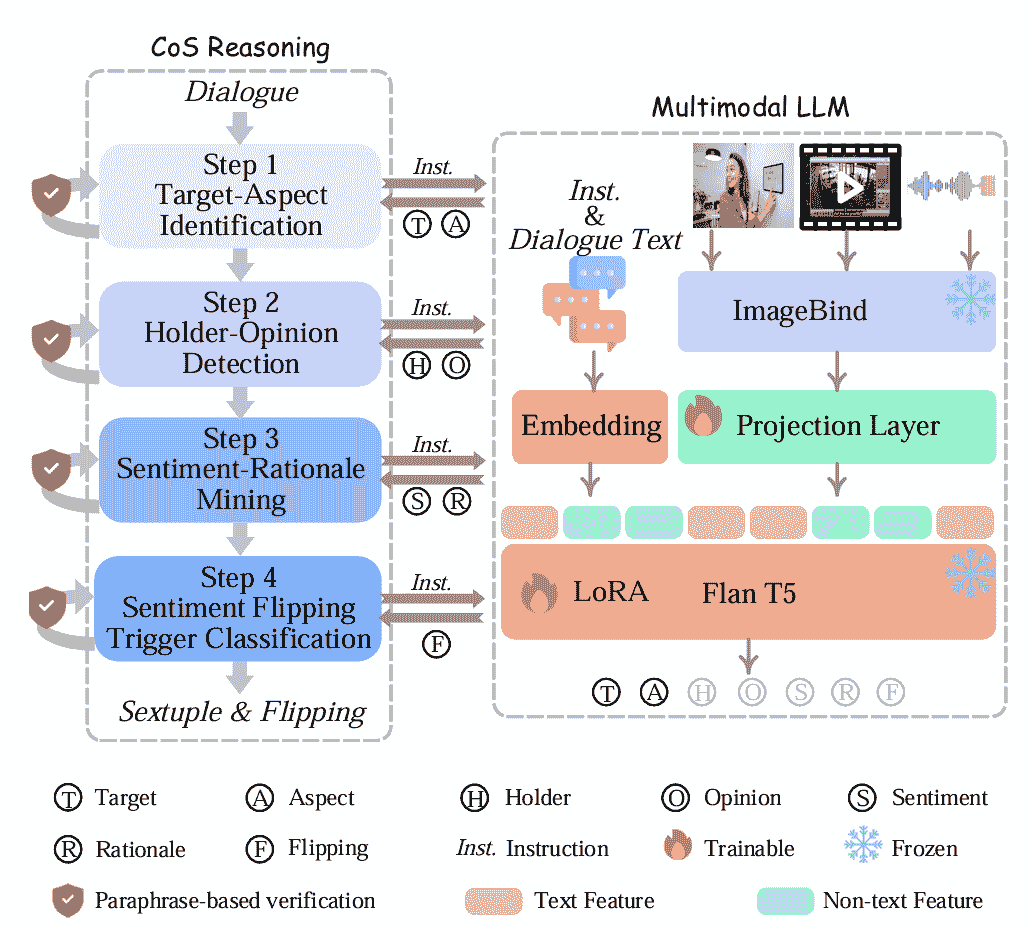 CoS Reasoning
Dialogue
Step 1
Target-Aspect
Identification
Inst.
T A
Step 2
Holder-Opinion
Detection
Inst.
H O
Step 3
Sentiment-Rationale
Mining
Inst.
S R
Step 4
Sentiment Flipping
Trigger Classification
Inst.
F
Sextuple & Flipping
Multimodal LLM
Inst.
&
Dialogue Text
ImageBind
Embedding
Projection Layer
LoRA Flan T5
T A H O S R F
T Target A Aspect H Holder O Opinion S Sentiment
R Rationale F Flipping Inst. Instruction Trainable Frozen
Paraphrase-based verification Text Feature Non-text Feature